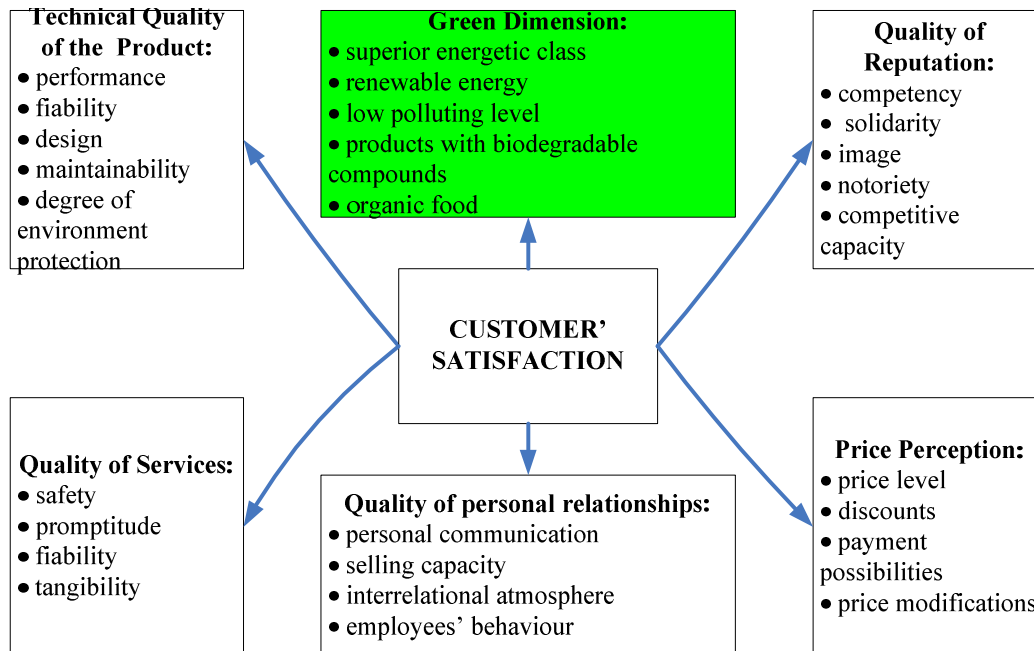 Technical Quality
of the Product:
• performance
• fiability
• design
• maintainability
• degree of
environment
protection
Green Dimension:
• superior energetic class
• renewable energy
• low polluting level
• products with biodegradable
compounds
• organic food
Quality of
Reputation:
• competency
• solidarity
• image
• notoriety
• competitive
capacity
CUSTOMER’
SATISFACTION
Quality of Services:
• safety
• promptitude
• fiability
• tangibility
Quality of personal relationships:
• personal communication
• selling capacity
• interrelational atmosphere
• employees’ behaviour
Price Perception:
• price level
• discounts
• payment
possibilities
• price modifications